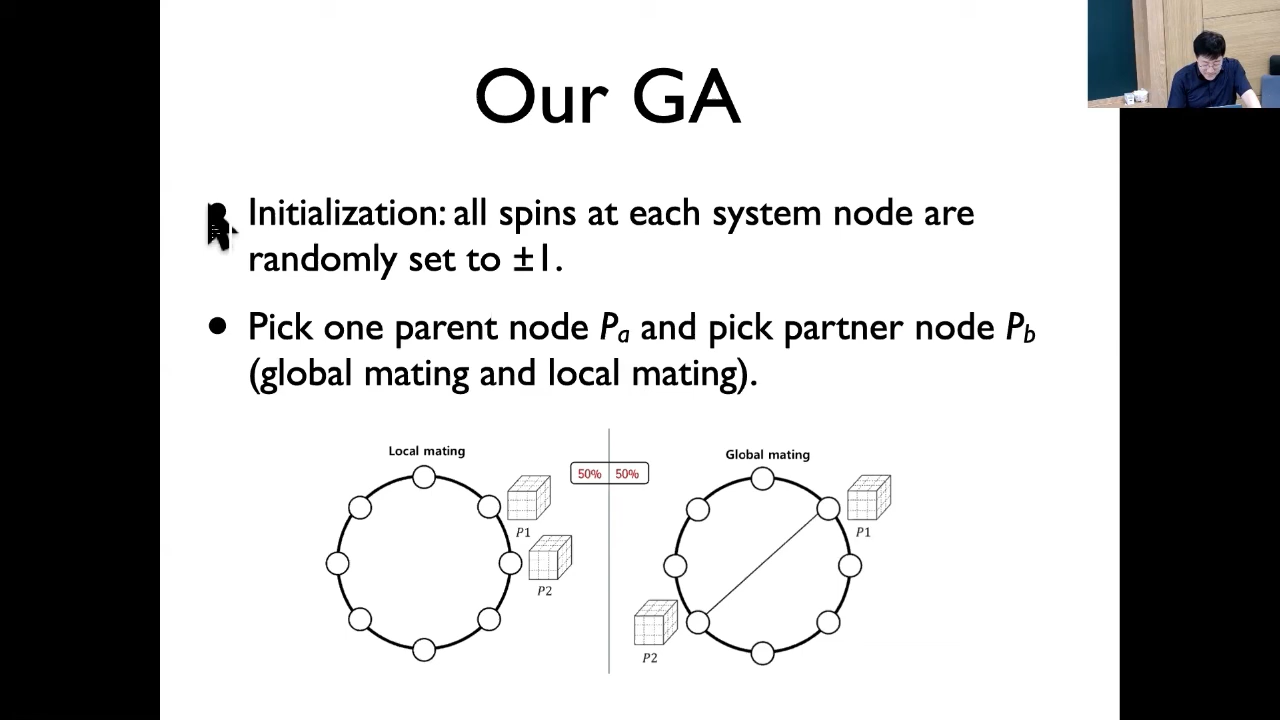 Our GA
Initialization: all spins at each system node are
randomly set to ±1.
Pick one parent node Pa and pick partner node Pb
(global mating and local mating).
Local mating
50% 50%
Global mating
P1
P2
P1
P2